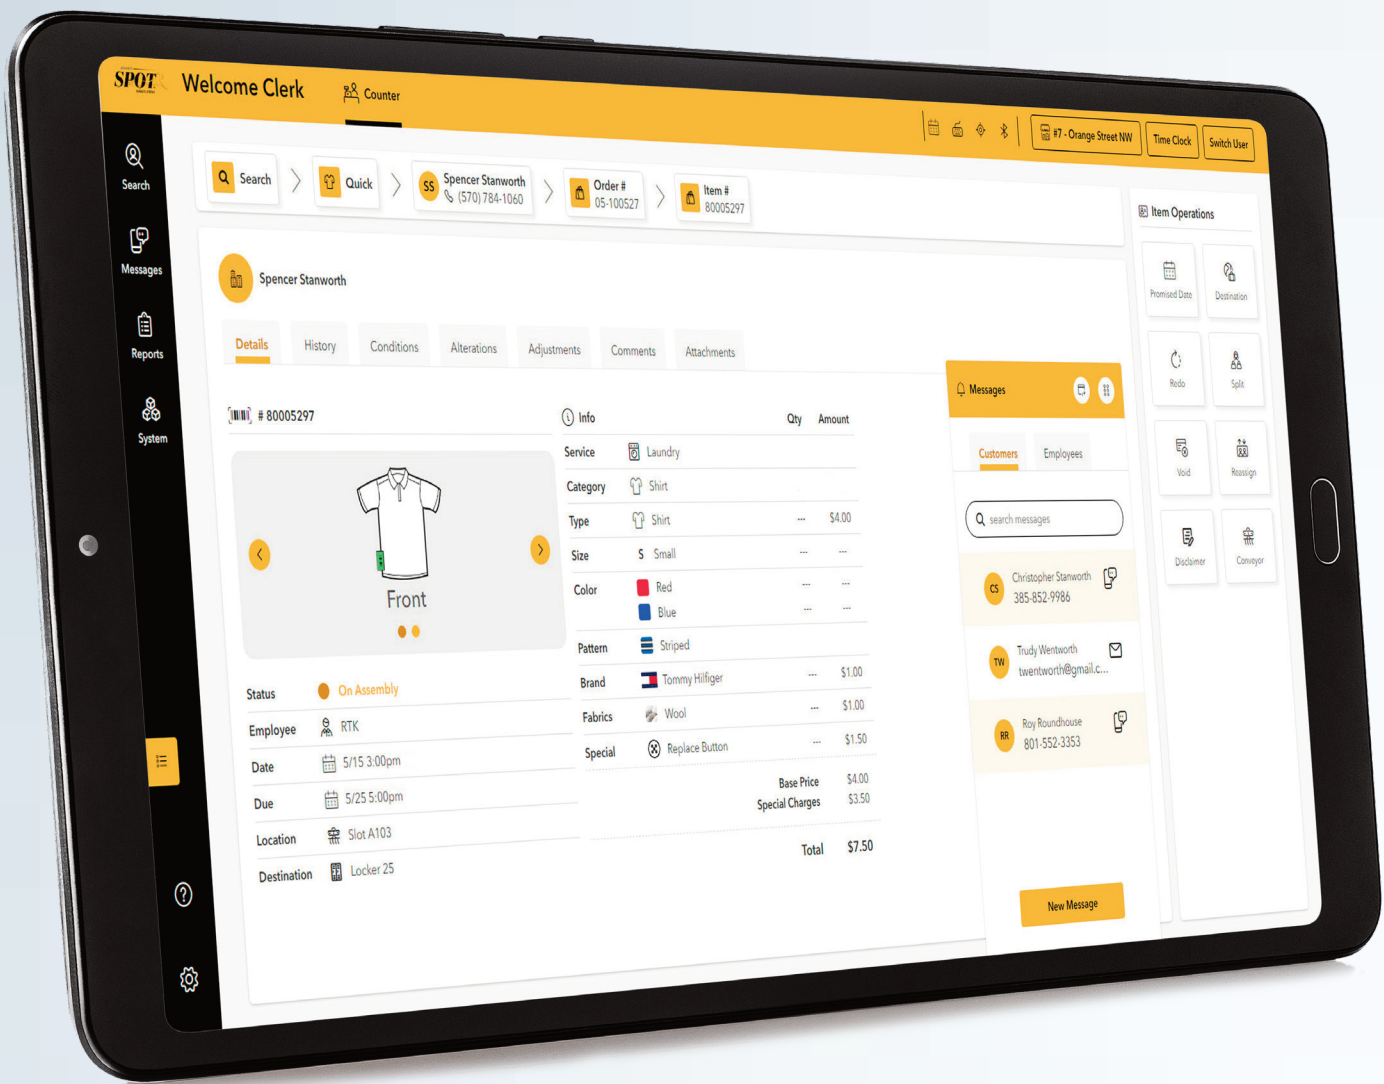 SPOT
Welcome Clerk
Counter
#7 - Orange Street NW
Time Clock
Switch User
Search
Messages
Reports
System
Search
Quick
SS
Spencer Stanworth
(570) 784-1060
Order #
05-100527
Item #
80005297
Spencer Stanworth
Details
History
Conditions
Alterations
Adjustments
Comments
Attachments
# 80005297
Front
Status On Assembly
Employee RTK
Date 5/15 3:00pm
Due 5/25 5:00pm
Location Slot A103
Destination Locker 25
Info Qty Amount
Service Laundry
Category Shirt
Type Shirt --- $4.00
Size S Small --- ---
Color Red --- ---
Blue --- ---
Pattern Striped
Brand Tommy Hilfiger --- $1.00
Fabrics Wool --- $1.00
Special Replace Button --- $1.50
Base Price $4.00
Special Charges $3.50
Total $7.50
Messages
Customers
Employees
search messages
CS
Christopher Stanworth
385-852-9986
TW
Trudy Wentworth
twentworth@gmail.c...
RR
Roy Roundhouse
801-552-3353
New Message
Item Operations
Promised Date
Destination
Redo
Split
Void
Reassign
Disclaimer
Conveyor